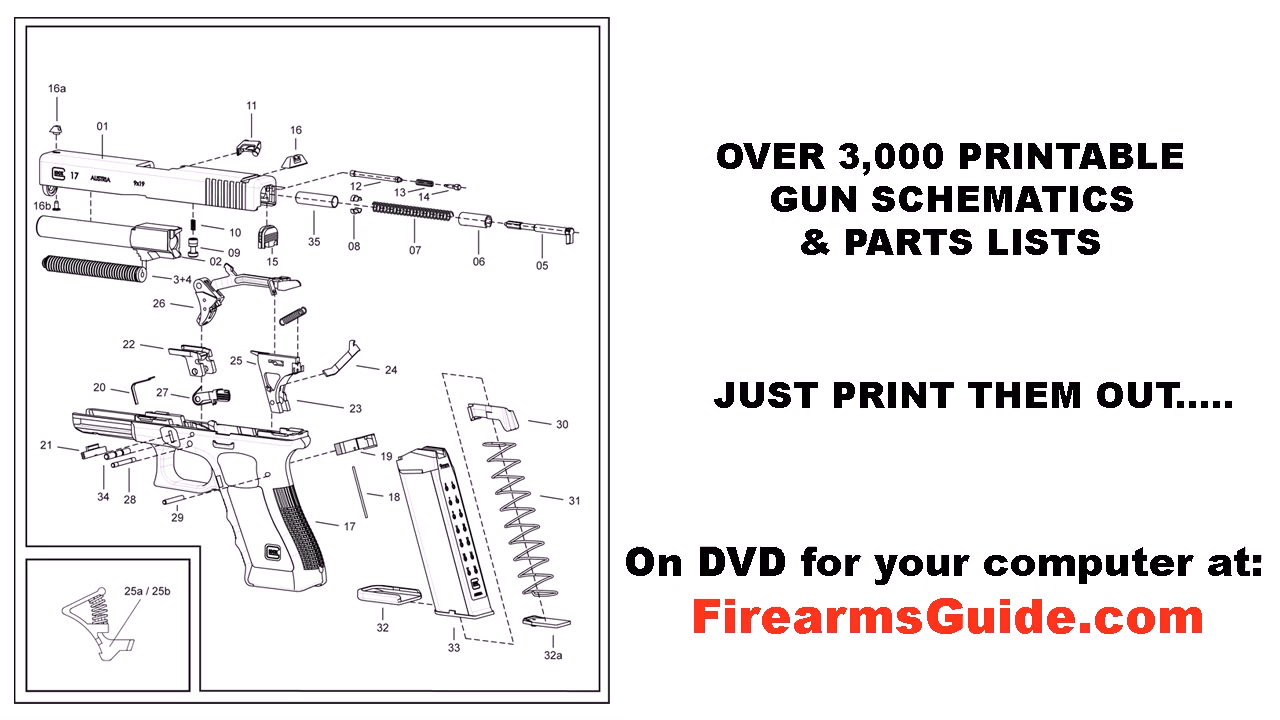 16a
11
01
16
17 AUSTRIA 9x19
12
13
14
16b
10
35
08
07
06
05
09
02
15
3+4
26
22
25
24
20
27
23
30
21
19
34
28
18
31
29
17
9mm
25a / 25b
32
33
32a
OVER 3,000 PRINTABLE
GUN SCHEMATICS
& PARTS LISTS
JUST PRINT THEM OUT.....
On DVD for your computer at:
FirearmsGuide.com